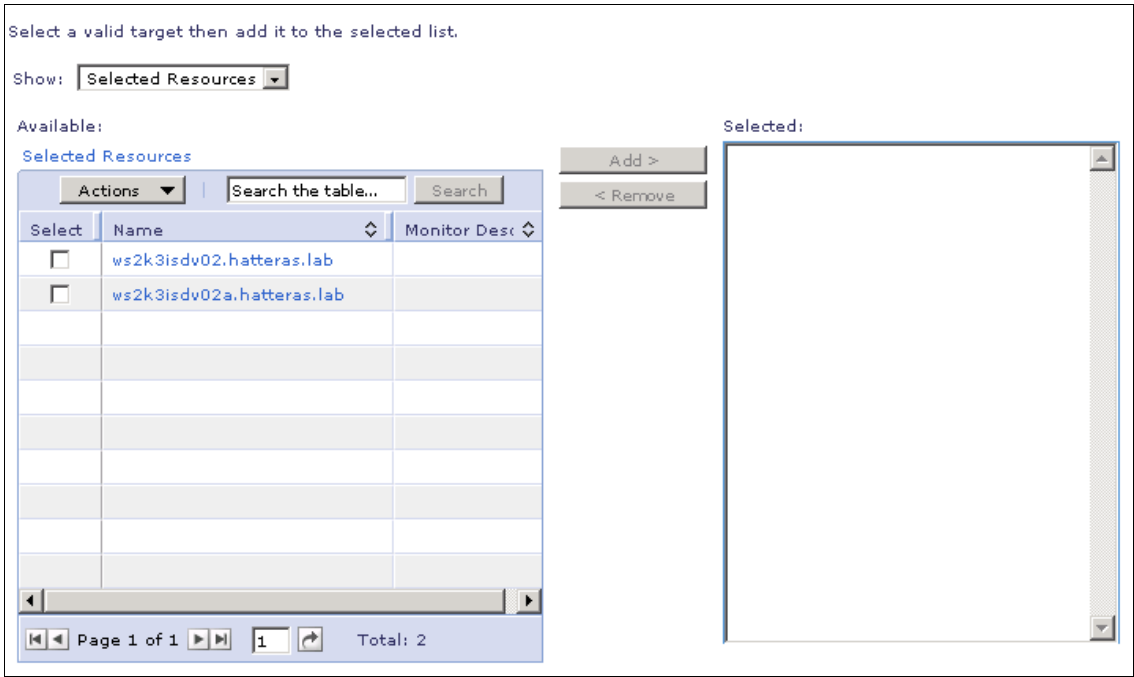 Select a valid target then add it to the selected list.
Show: Selected Resources
Available:
Selected Resources
Actions Search the table... Search
Select Name Monitor Desc
ws2k3isdv02.hatteras.lab
ws2k3isdv02a.hatteras.lab
Page 1 of 1 1 Total: 2
Add >
< Remove
Selected: